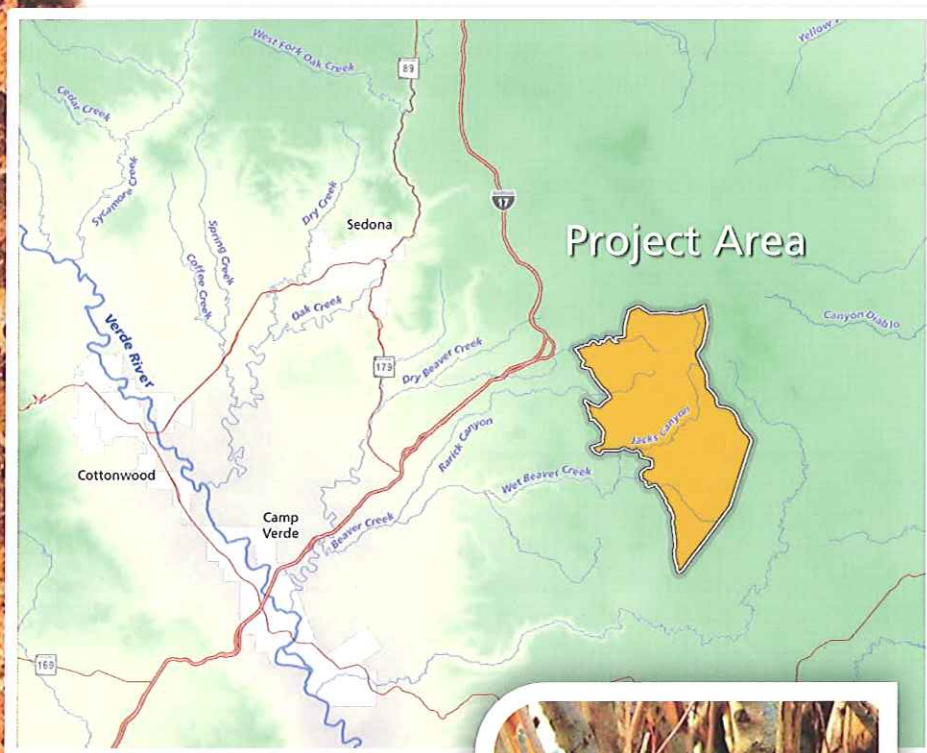 West Fork Oak Creek
89
Yellow
Cedar Creek
Sycamore Creek
Spring Creek
Coffee Creek
Dry Creek
Sedona
17
Project Area
Oak Creek
Canyon Diablo
Verde River
179
Dry Beaver Creek
Rarick Canyon
Jacks Canyon
Cottonwood
Wet Beaver Creek
Camp
Verde
Beaver Creek
169